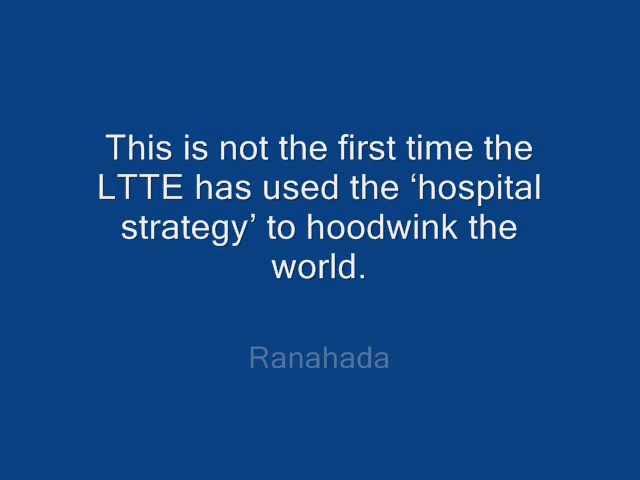 This is not the first time the
LTTE has used the ‘hospital
strategy’ to hoodwink the
world.
Ranahada